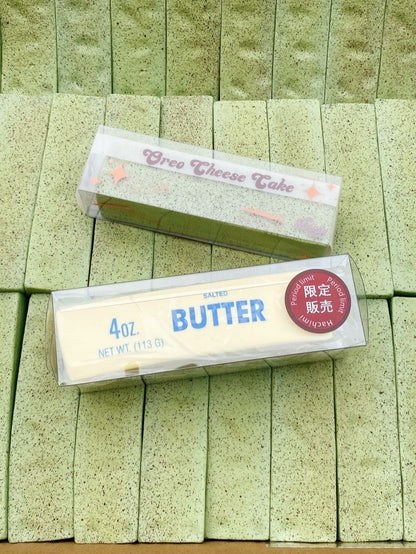 Oreo Cheese Cake
SALTED
4OZ.
BUTTER
NET WT. (113 G)
Period limit
限定
販売
Period limit
Hachimi